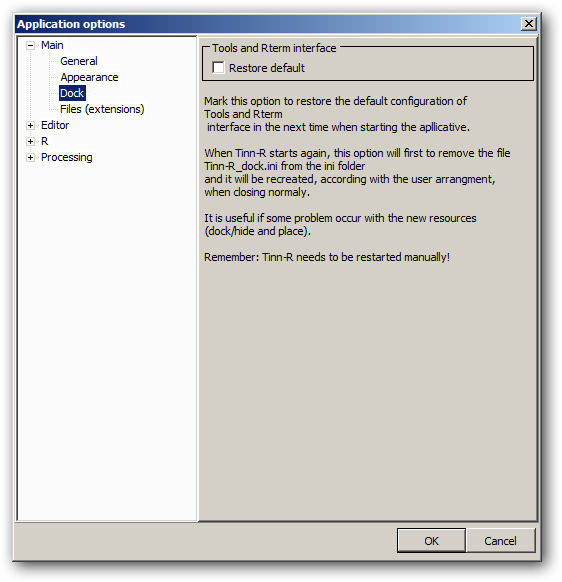 Application options
Main
General
Appearance
Dock
Files (extensions)
Editor
R
Processing
Tools and Rterm interface
Restore default
Mark this option to restore the default configuration of
Tools and Rterm
interface in the next time when starting the apllicative.
When Tinn-R starts again, this option will first to remove the file
Tinn-R_dock.ini from the ini folder
and it will be recreated, according with the user arrangment,
when closing normaly.
It is useful if some problem occur with the new resources
(dock/hide and place).
Remember: Tinn-R needs to be restarted manually!
OK
Cancel